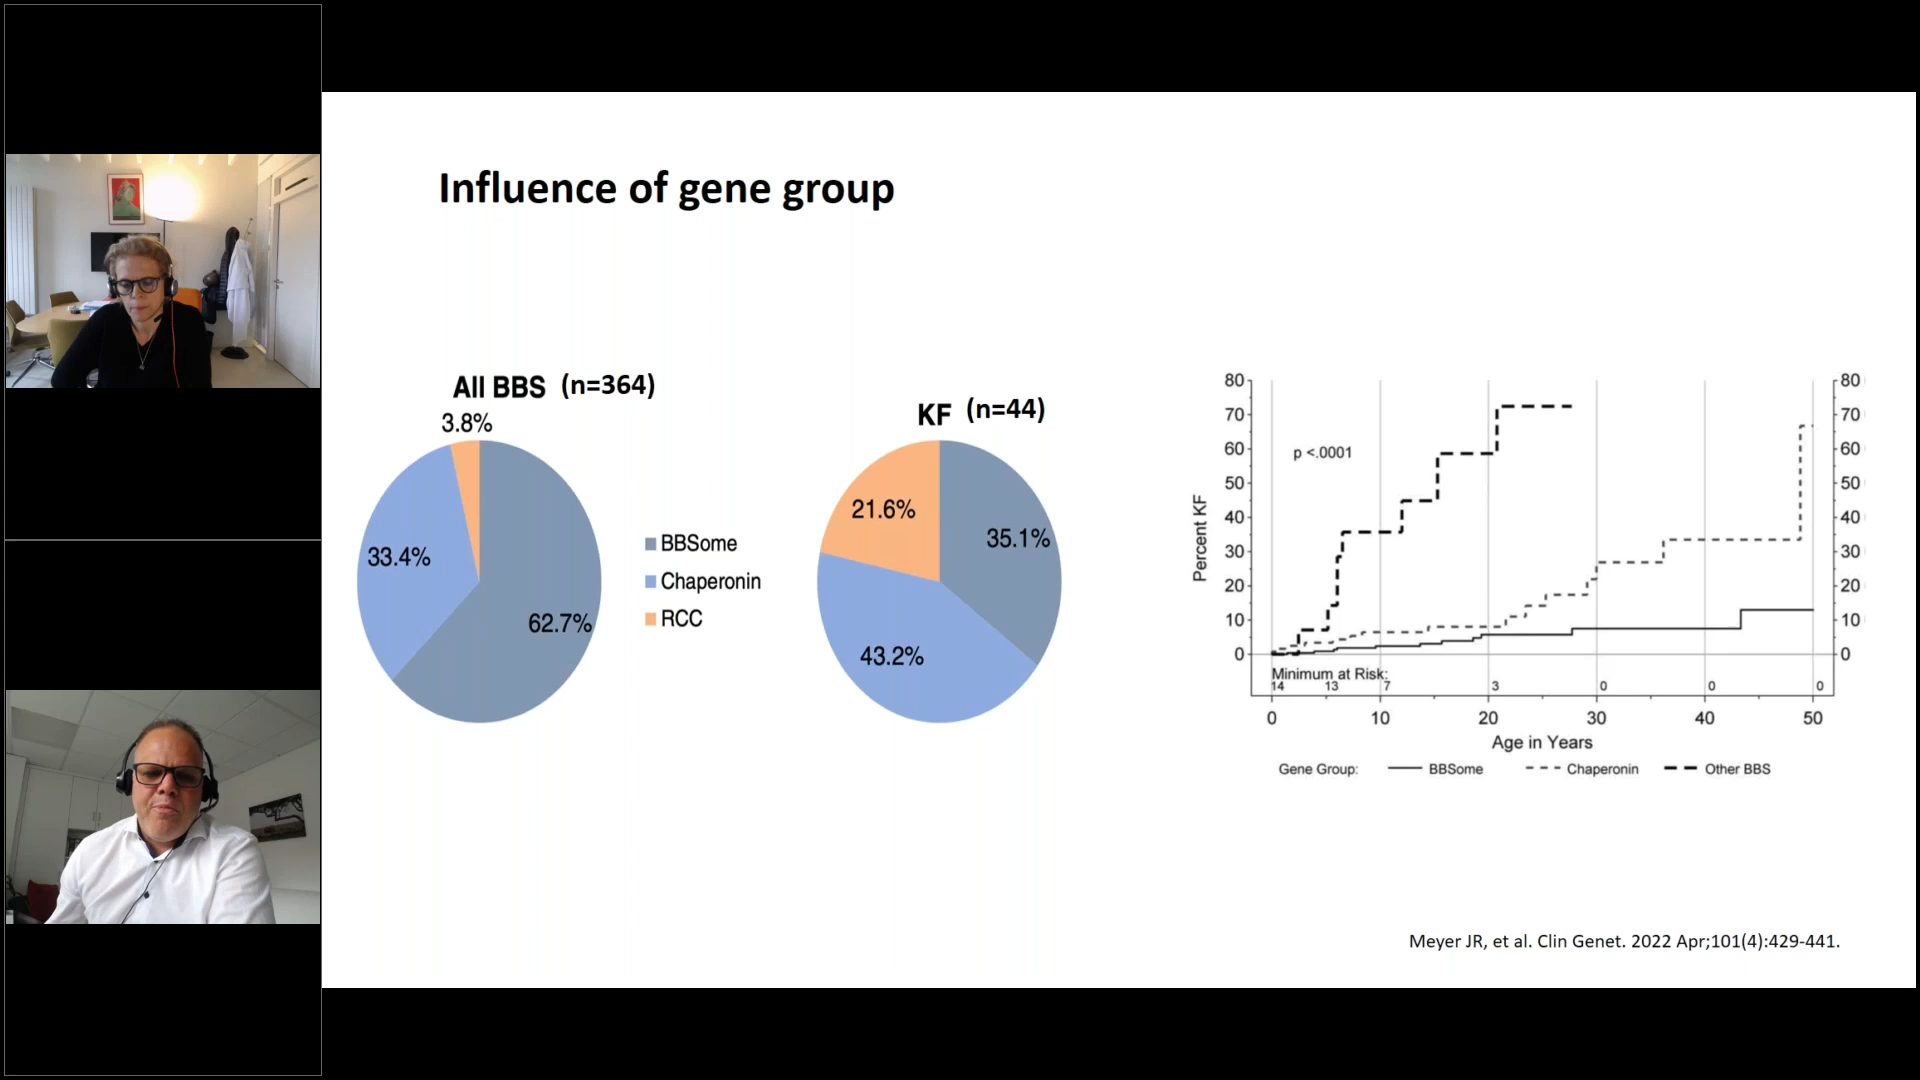 Influence of gene group
All BBS (n=364)
3.8%
33.4%
62.7%
BBSome
Chaperonin
RCC
KF (n=44)
21.6%
35.1%
43.2%
80
70
60
50
40
30
20
10
0
Percent KF
p <.0001
80
70
60
50
40
30
20
10
0
Minimum at Risk:
14 13 7 3 0 0 0
0 10 20 30 40 50
Age in Years
Gene Group: BBSome Chaperonin Other BBS
Meyer JR, et al. Clin Genet. 2022 Apr;101(4):429-441.